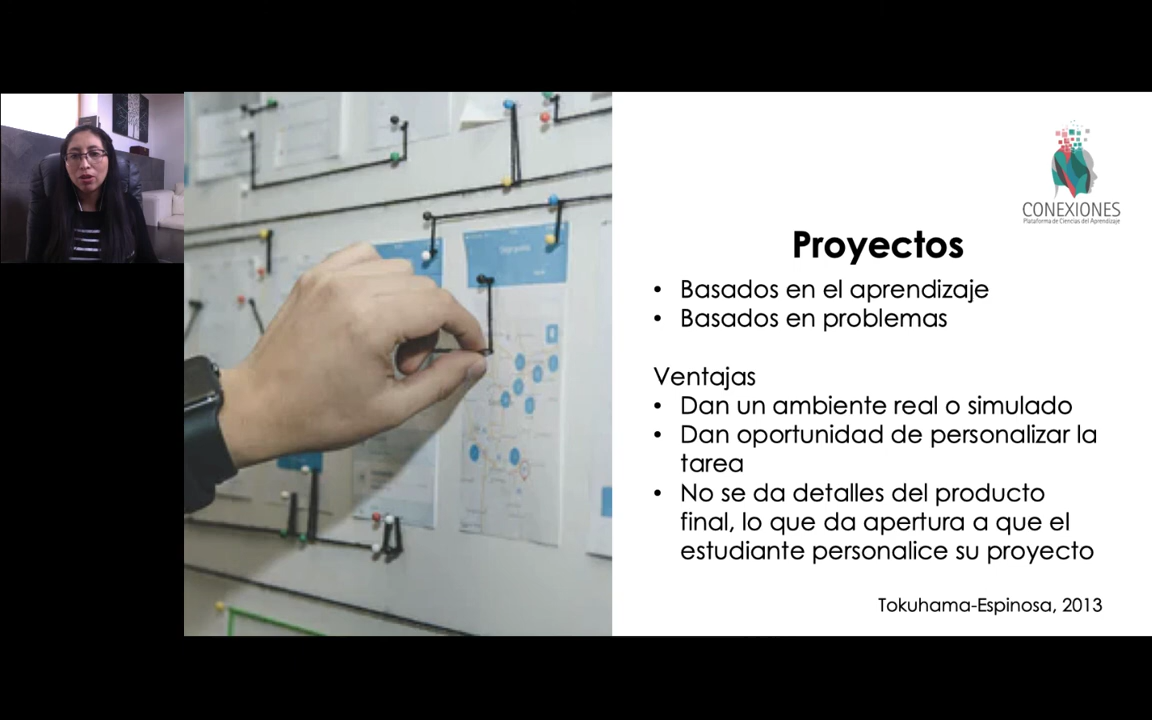 CONEXIONES
Plataforma de Ciencias del Aprendizaje
Proyectos
• Basados en el aprendizaje
• Basados en problemas
Ventajas
• Dan un ambiente real o simulado
• Dan oportunidad de personalizar la
tarea
• No se da detalles del producto
final, lo que da apertura a que el
estudiante personalice su proyecto
Tokuhama-Espinosa, 2013